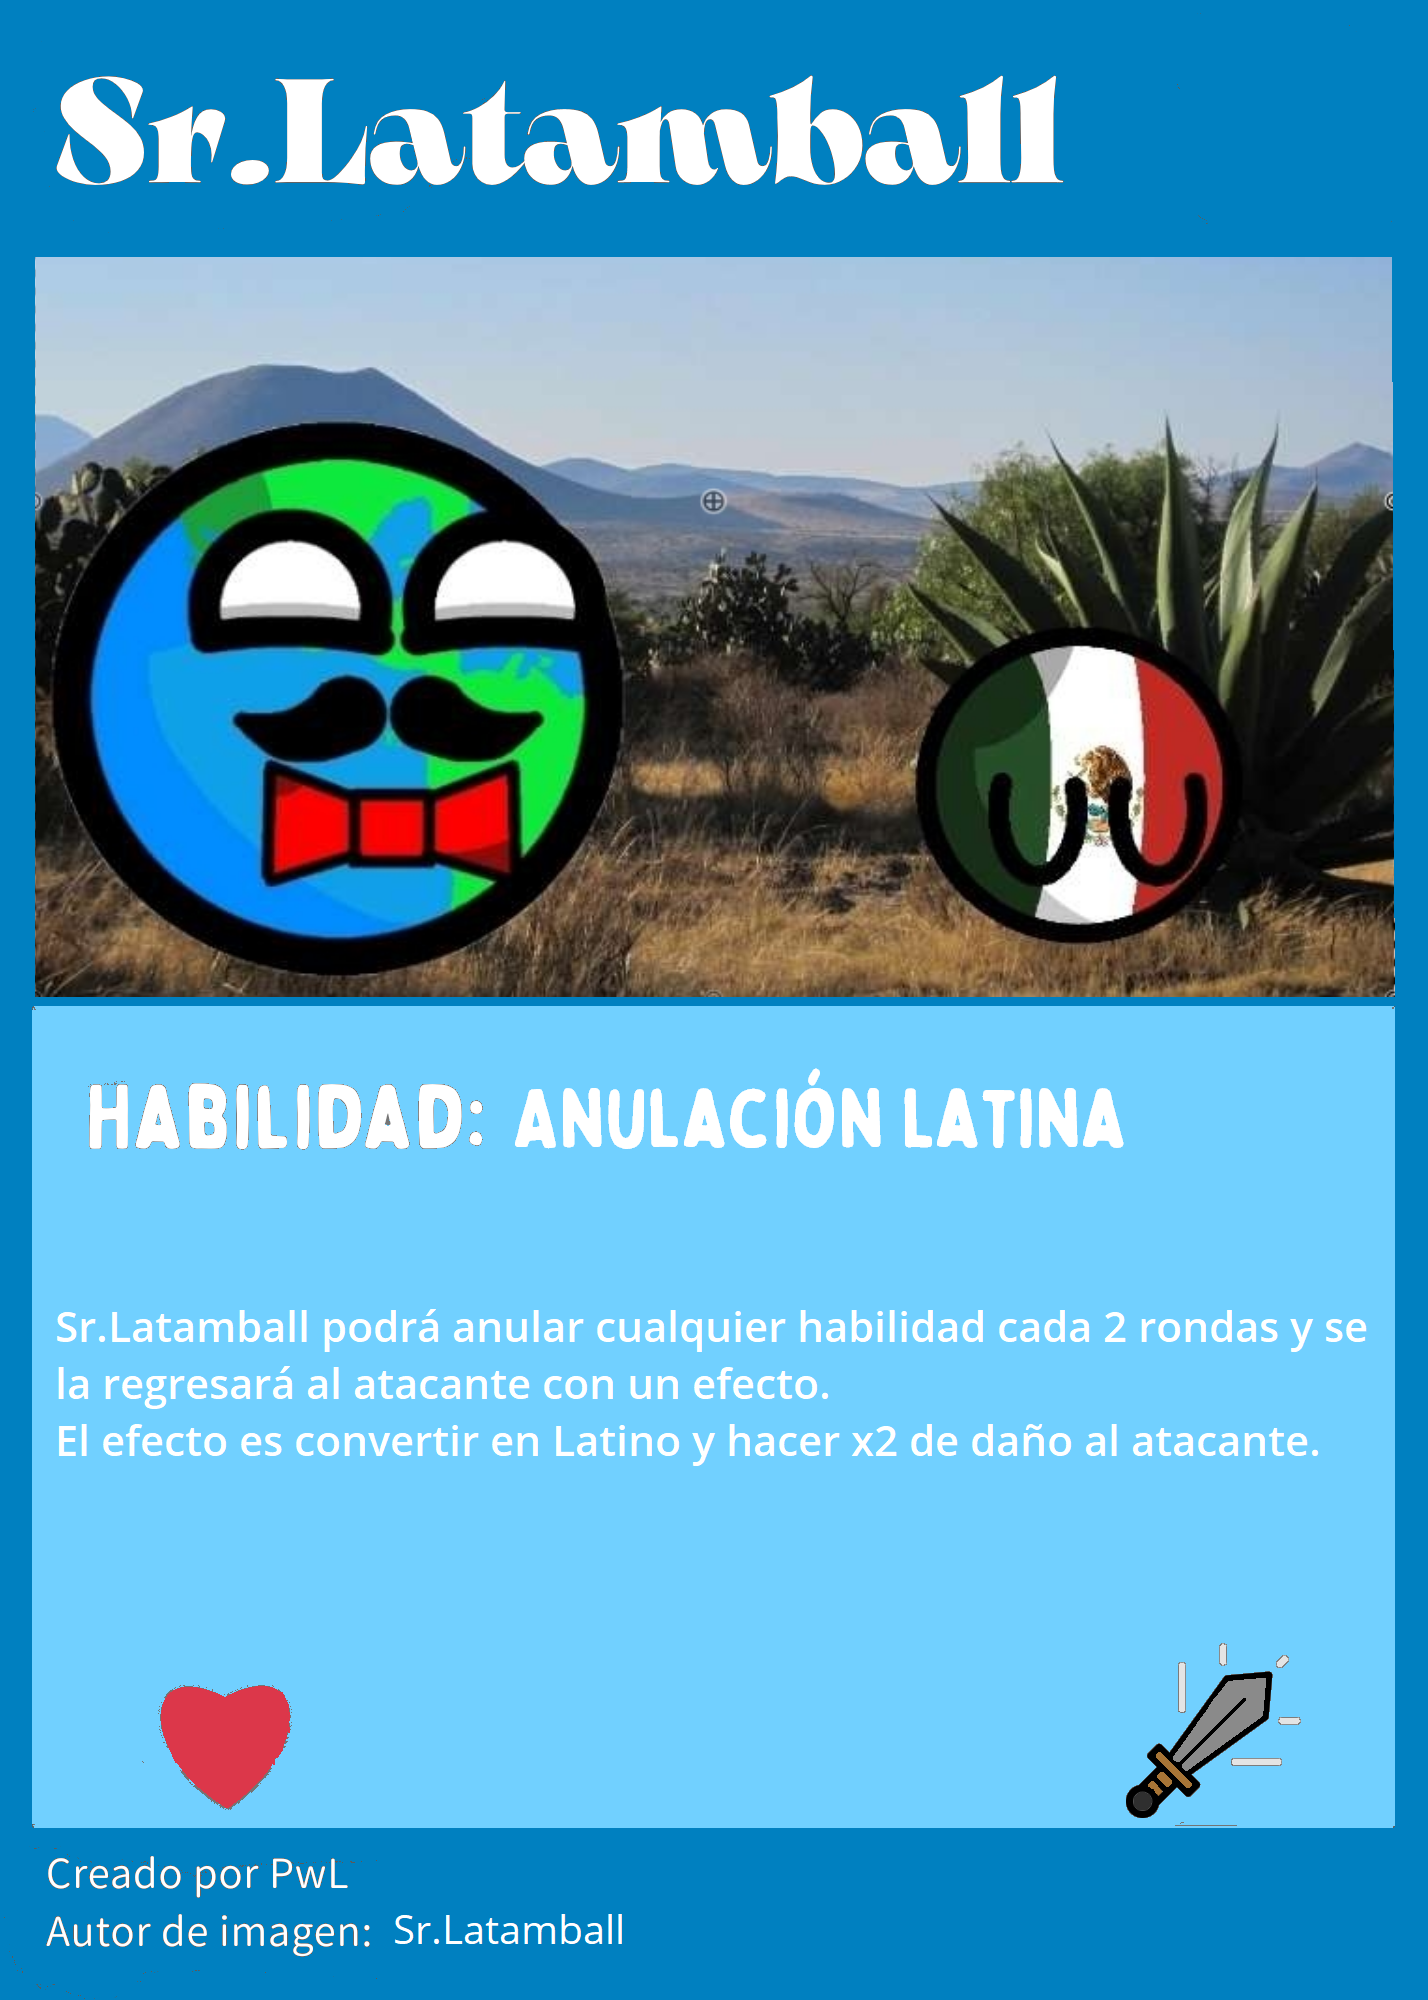 Sr.Latamball
HABILIDAD: ANULACIÓN LATINA
Sr.Latamball podrá anular cualquier habilidad cada 2 rondas y se
la regresará al atacante con un efecto.
El efecto es convertir en Latino y hacer x2 de daño al atacante.
Creado por PwL
Autor de imagen: Sr.Latamball